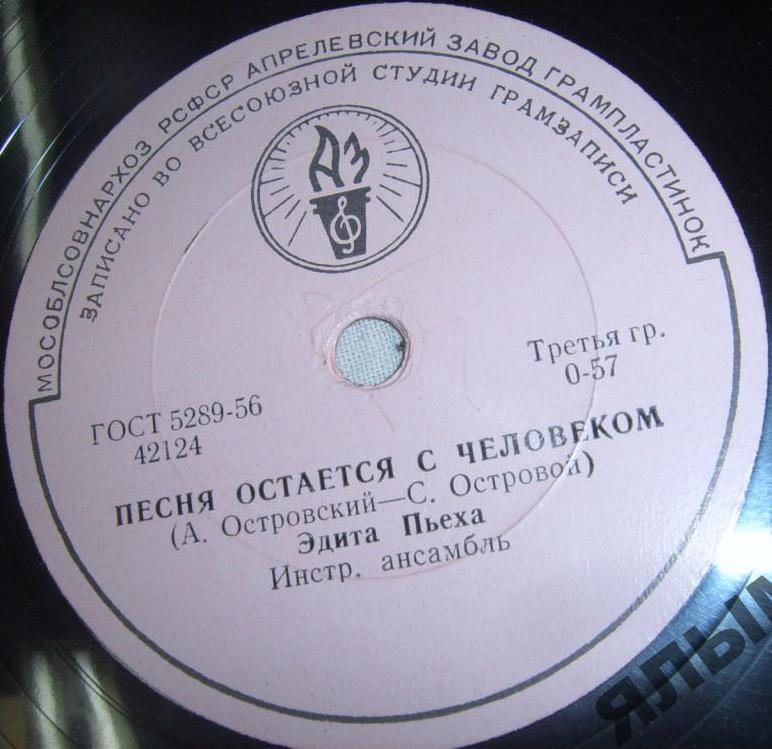 МОСОБЛСОВНАРХОЗ РСФСР АПРЕЛЕВСКИЙ ЗАВОД ГРАМПЛАСТИНОК
ЗАПИСАНО ВО ВСЕСОЮЗНОЙ СТУДИИ ГРАМЗАПИСИ
АЗ
Третья гр.
0-57
ГОСТ 5289-56
42124
ПЕСНЯ ОСТАЕТСЯ С ЧЕЛОВЕКОМ
(А. Островский—С. Островой)
Эдита Пьеха
Инстр. ансамбль